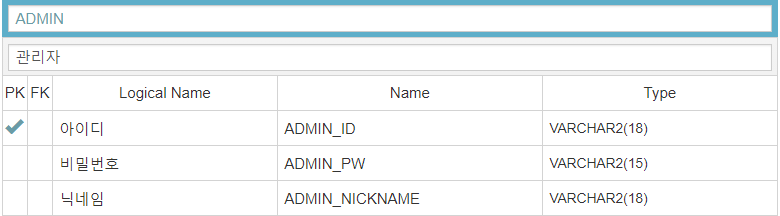 ADMIN
관리자
PK FK Logical Name Name Type
아이디 ADMIN_ID VARCHAR2(18)
비밀번호 ADMIN_PW VARCHAR2(15)
닉네임 ADMIN_NICKNAME VARCHAR2(18)